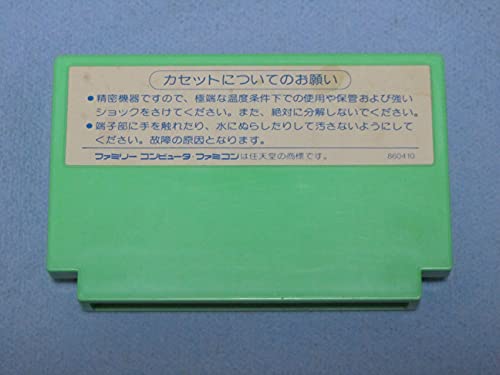 カセットについてのお願い
●精密機器ですので、極端な温度条件下での使用や保管および強い
ショックをさけてください。また、絶対に分解しないでください。
●端子部に手を触れたり、水にぬらしたりして汚さないようにして
ください。故障の原因となります。
ファミリー コンピュータ・ファミコンは任天堂の商標です。 860410